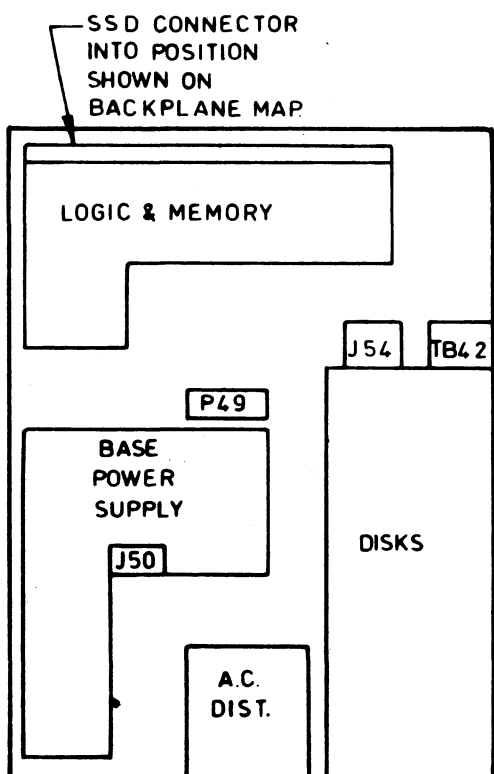 SSD CONNECTOR
INTO POSITION
SHOWN ON
BACKPLANE MAP.
LOGIC & MEMORY
J54
TB42
P49
BASE
POWER
SUPPLY
J50
DISKS
A.C.
DIST.